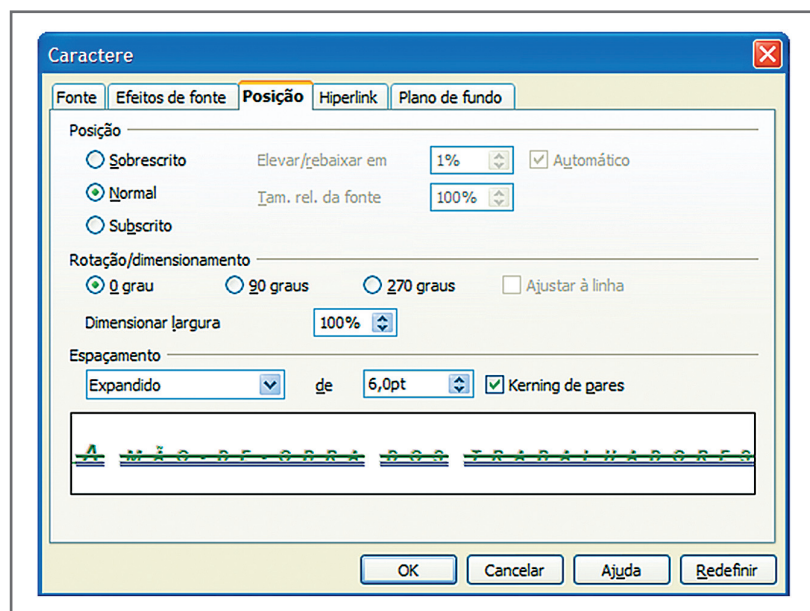 Caractere
Fonte Efeitos de fonte Posição Hiperlink Plano de fundo
Posição
Sobrescrito Elevar/rebaixar em 1% Automático
Normal Tam. rel. da fonte 100%
Subscrito
Rotação/dimensionamento
0 grau 90 graus 270 graus Ajustar à linha
Dimensionar largura 100%
Espaçamento
Expandido de 6,0pt Kerning de pares
A MÃO-DE-OBRA DOS TRABALHADORES
OK Cancelar Ajuda Redefinir